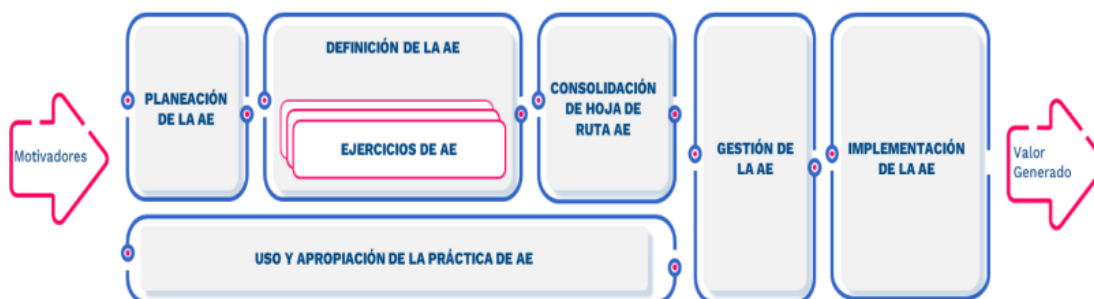 Motivadores
PLANEACIÓN
DE LA AE
DEFINICIÓN DE LA AE
EJERCICIOS DE AE
CONSOLIDACIÓN
DE HOJA DE
RUTA AE
GESTIÓN DE
LA AE
IMPLEMENTACIÓN
DE LA AE
Valor
Generado
USO Y APROPIACIÓN DE LA PRÁCTICA DE AE